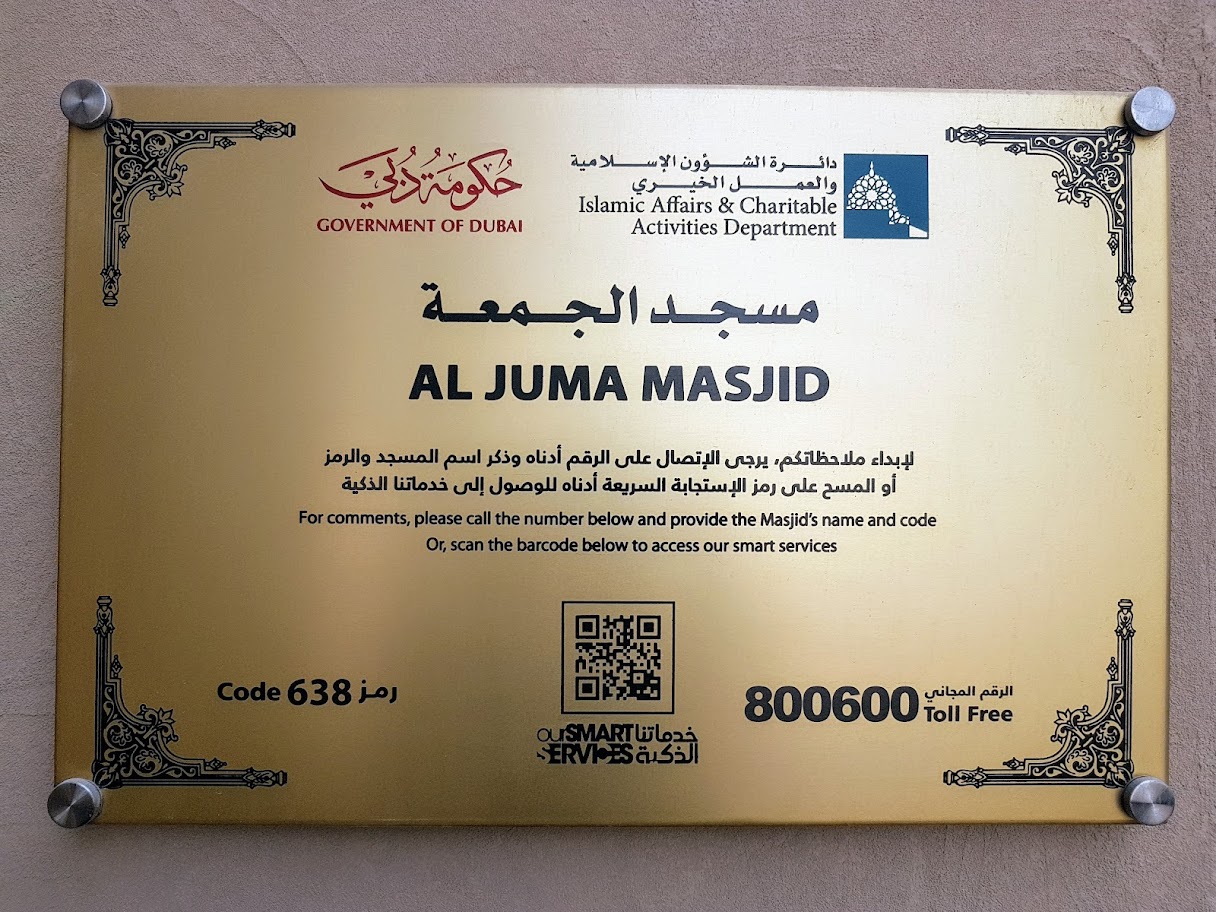 حكومة دبي
GOVERNMENT OF DUBAI
دائرة الشؤون الإسلامية
والعمل الخيري
Islamic Affairs & Charitable
Activities Department
مسجد الجمعة
AL JUMA MASJID
لإبداء ملاحظاتكم، يرجى الإتصال على الرقم أدناه وذكر اسم المسجد والرمز
أو المسح على رمز الإستجابة السريعة أدناه للوصول إلى خدماتنا الذكية
For comments, please call the number below and provide the Masjid's name and code
Or, scan the barcode below to access our smart services
Code 638 رمز
ourSMART خدماتنا
SERVICES الذكية
800600 الرقم المجاني
Toll Free